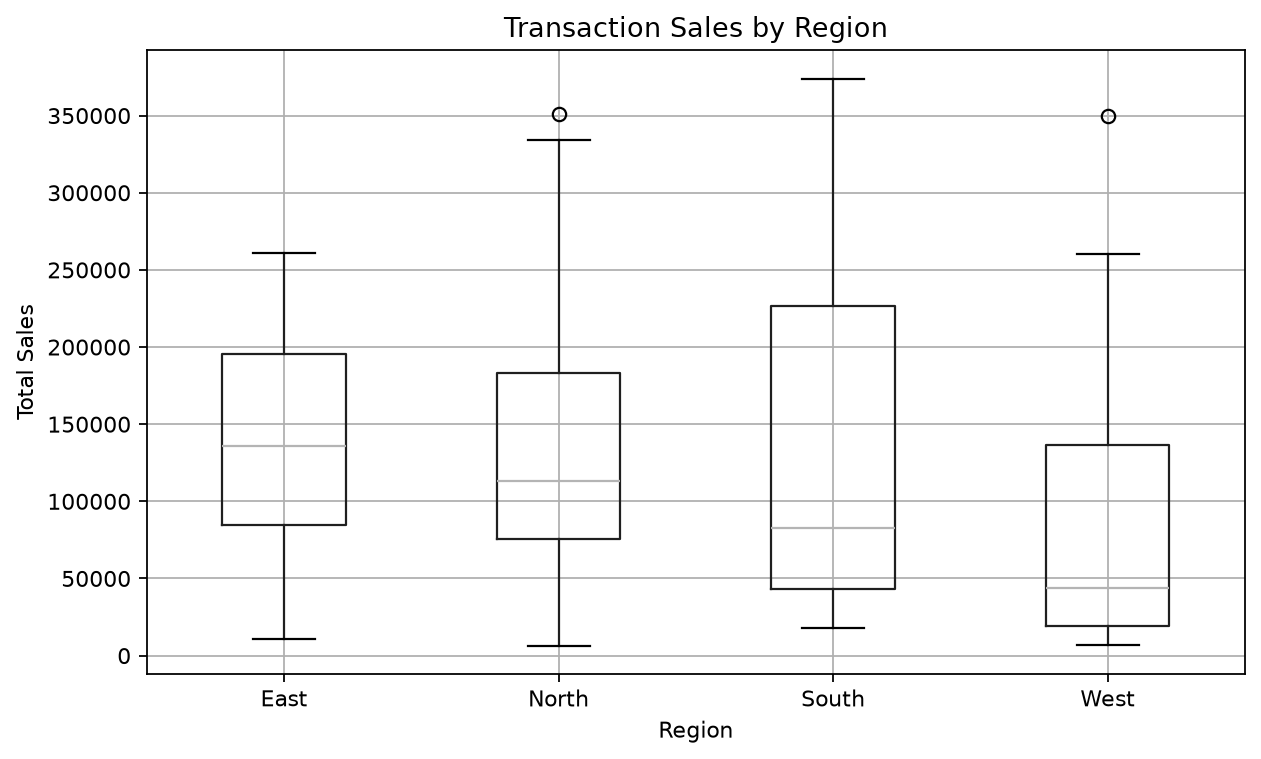 Transaction Sales by Region
Total Sales
350000
300000
250000
200000
150000
100000
50000
0
East North South West
Region